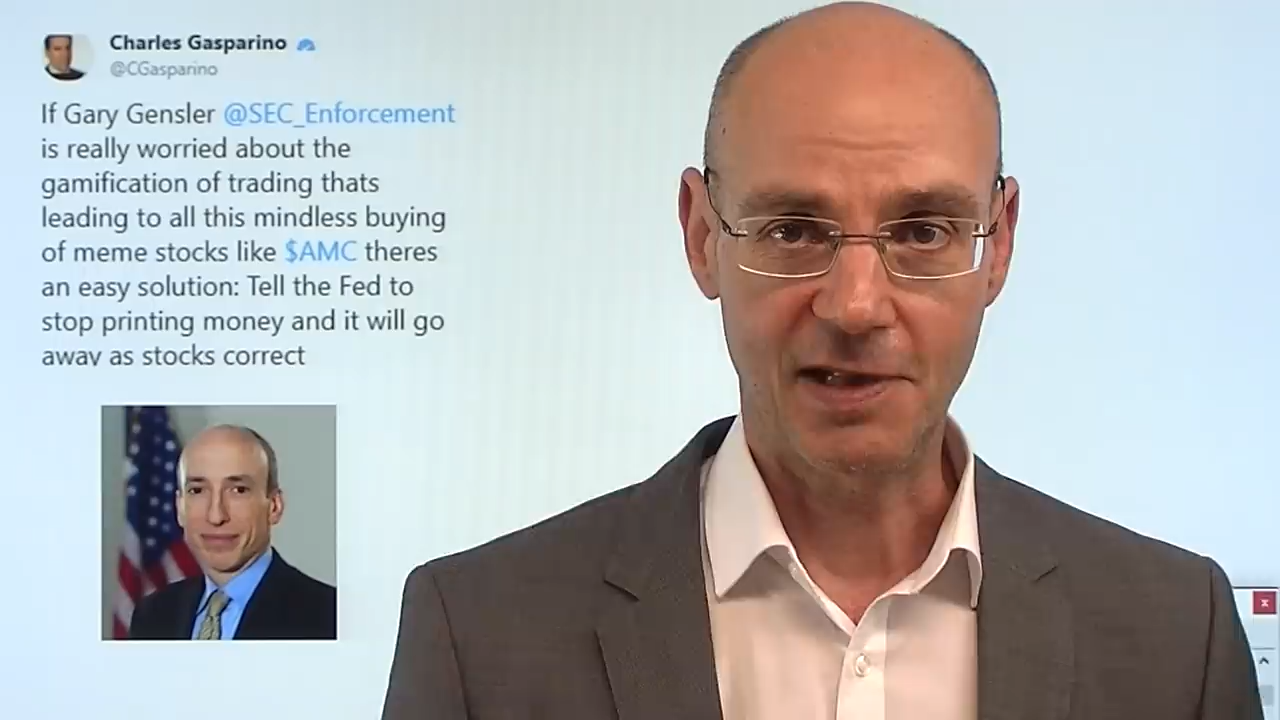 Charles Gasparino
@CGasparino
If Gary Gensler @SEC_Enforcement
is really worried about the
gamification of trading thats
leading to all this mindless buying
of meme stocks like $AMC theres
an easy solution: Tell the Fed to
stop printing money and it will go
away as stocks correct
x